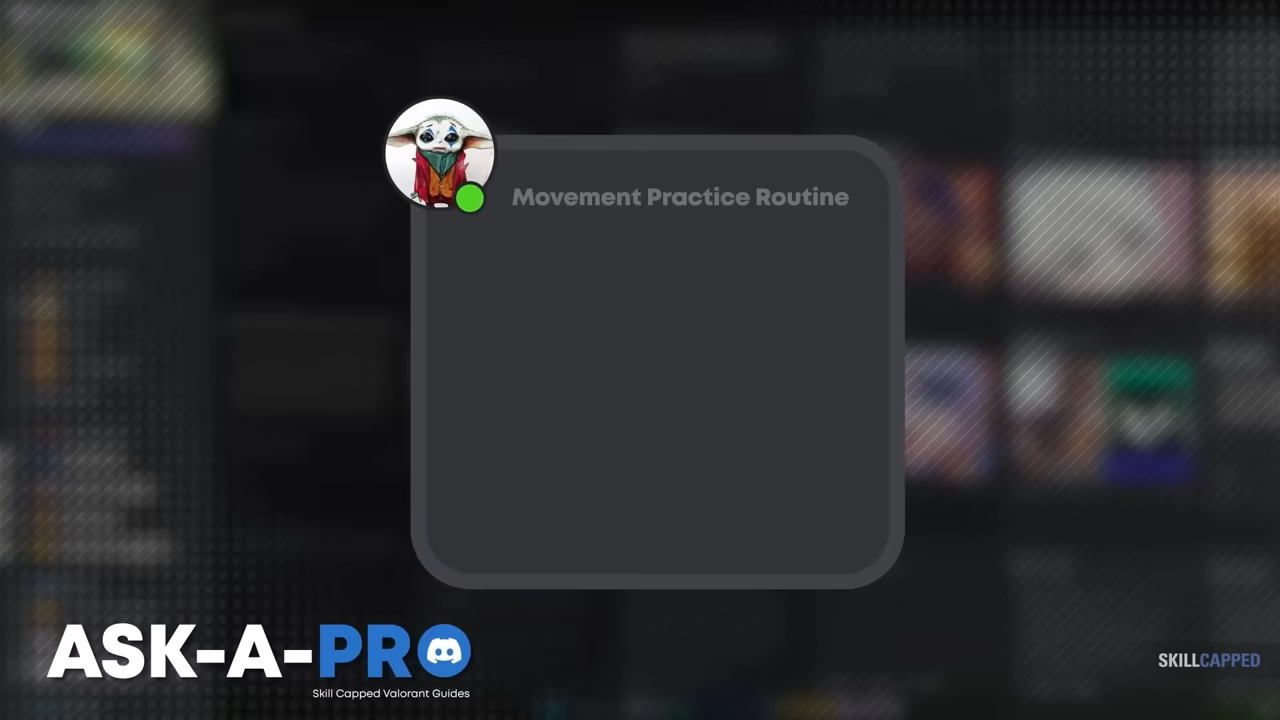 Movement Practice Routine
ASK-A-PRO
Skill Capped Valorant Guides
SKILLCAPPED